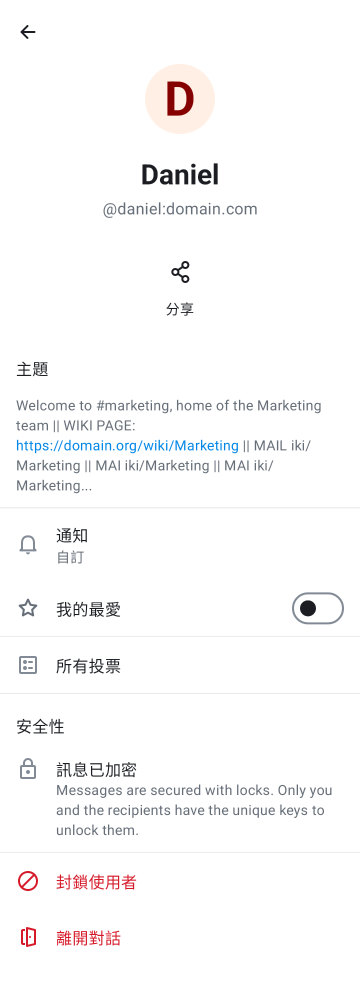 D
Daniel
@daniel:domain.com
分享
主題
Welcome to #marketing, home of the Marketing
team || WIKI PAGE:
https://domain.org/wiki/Marketing || MAIL iki/
Marketing || MAI iki/Marketing || MAI iki/
Marketing...
通知
自訂
我的最愛
所有投票
安全性
訊息已加密
Messages are secured with locks. Only you
and the recipients have the unique keys to
unlock them.
封鎖使用者
離開對話